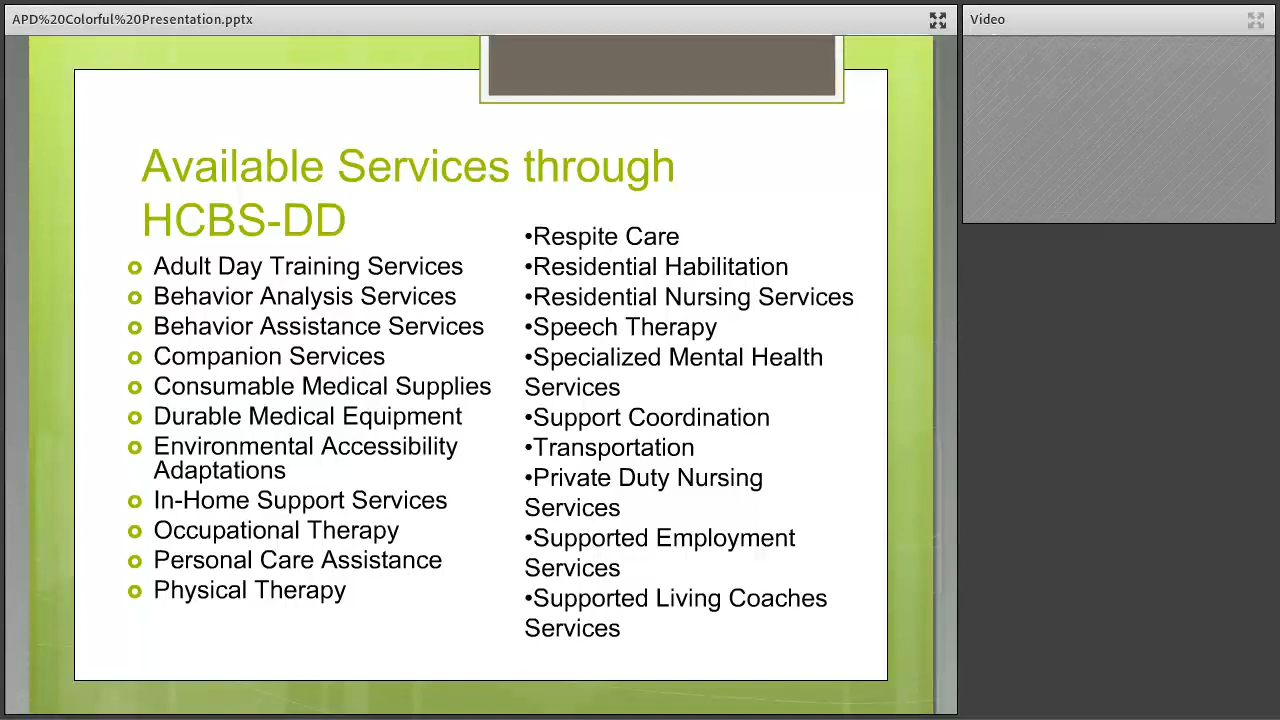 APD%20Colorful%20Presentation.pptx
Video
Available Services through
HCBS-DD
Adult Day Training Services
Behavior Analysis Services
Behavior Assistance Services
Companion Services
Consumable Medical Supplies
Durable Medical Equipment
Environmental Accessibility
Adaptations
In-Home Support Services
Occupational Therapy
Personal Care Assistance
Physical Therapy
•Respite Care
•Residential Habilitation
•Residential Nursing Services
•Speech Therapy
•Specialized Mental Health
Services
•Support Coordination
•Transportation
•Private Duty Nursing
Services
•Supported Employment
Services
•Supported Living Coaches
Services